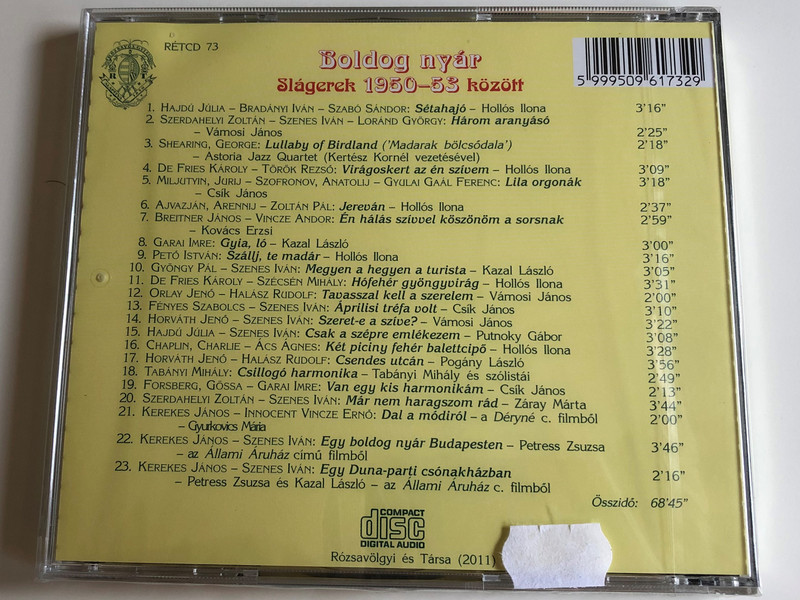 RÉTCD 73
Boldog nyár
Slágerek 1950–53 között
5 999509 617329
1. HAJDÚ JÚLIA – BRADÁNYI IVÁN – SZABÓ SÁNDOR: Sétahajó – Hollós Ilona 3'16"
2. SZERDAHELYI ZOLTÁN – SZENES IVÁN – LORÁND GYÖRGY: Három aranyásó
– Vámosi János 2'25"
3. SHEARING, GEORGE: Lullaby of Birdland ('Madarak bölcsődala') 2'18"
– Astoria Jazz Quartet (Kertész Kornél vezetésével)
4. DE FRIES KÁROLY – TÖRÖK REZSŐ: Virágoskert az én szívem – Hollós Ilona 3'09"
5. MILJUTYIN, JURIJ – SZOFRONOV, ANATOLIJ – GYULAI GAÁL FERENC: Lila orgonák 3'18"
– Csík János
6. AJVAZJÁN, ARENNIJ – ZOLTÁN PÁL: Jereván – Hollós Ilona 2'37"
7. BREITNER JÁNOS – VINCZE ANDOR: Én hálás szívvel köszönöm a sorsnak 2'59"
– Kovács Erzsi
8. GARAI IMRE: Gyia, ló – Kazal László 3'00"
9. PETŐ ISTVÁN: Szállj, te madár – Hollós Ilona 3'16"
10. GYÖNGY PÁL – SZENES IVÁN: Megyen a hegyen a turista – Kazal László 3'05"
11. DE FRIES KÁROLY – SZÉCSÉN MIHÁLY: Hófehér gyöngyvirág – Hollós Ilona 3'31"
12. ORLAY JENŐ – HALÁSZ RUDOLF: Tavasszal kell a szerelem – Vámosi János 2'00"
13. FÉNYES SZABOLCS – SZENES IVÁN: Áprilisi tréfa volt – Csík János 3'10"
14. HORVÁTH JENŐ – SZENES IVÁN: Szeret-e a szíve? – Vámosi János 3'22"
15. HAJDÚ JÚLIA – SZENES IVÁN: Csak a szépre emlékezem – Putnoky Gábor 3'08"
16. CHAPLIN, CHARLIE – ÁCS ÁGNES: Két piciny fehér balettcipő – Hollós Ilona 3'28"
17. HORVÁTH JENŐ – HALÁSZ RUDOLF: Csendes utcán – Pogány László 3'56"
18. TABÁNYI MIHÁLY: Csillogó harmonika – Tabányi Mihály és szólistái 2'49"
19. FORSBERG, GÖSSA – GARAI IMRE: Van egy kis harmonikám – Csík János 2'13"
20. SZERDAHELYI ZOLTÁN – SZENES IVÁN: Már nem haragszom rád – Záray Márta 3'44"
21. KEREKES JÁNOS – INNOCENT VINCZE ERNŐ: Dal a módiról – a Déryné c. filmből 2'00"
– Gyurkovics Mária
22. KEREKES JÁNOS – SZENES IVÁN: Egy boldog nyár Budapesten – Petress Zsuzsa 3'46"
– az Állami Áruház című filmből
23. KEREKES JÁNOS – SZENES IVÁN: Egy Duna-parti csónakházban 2'16"
– Petress Zsuzsa és Kazal László – az Állami Áruház c. filmből
Összidő: 68'45"
COMPACT
disc
DIGITAL AUDIO
Rózsavölgyi és Társa (2011)